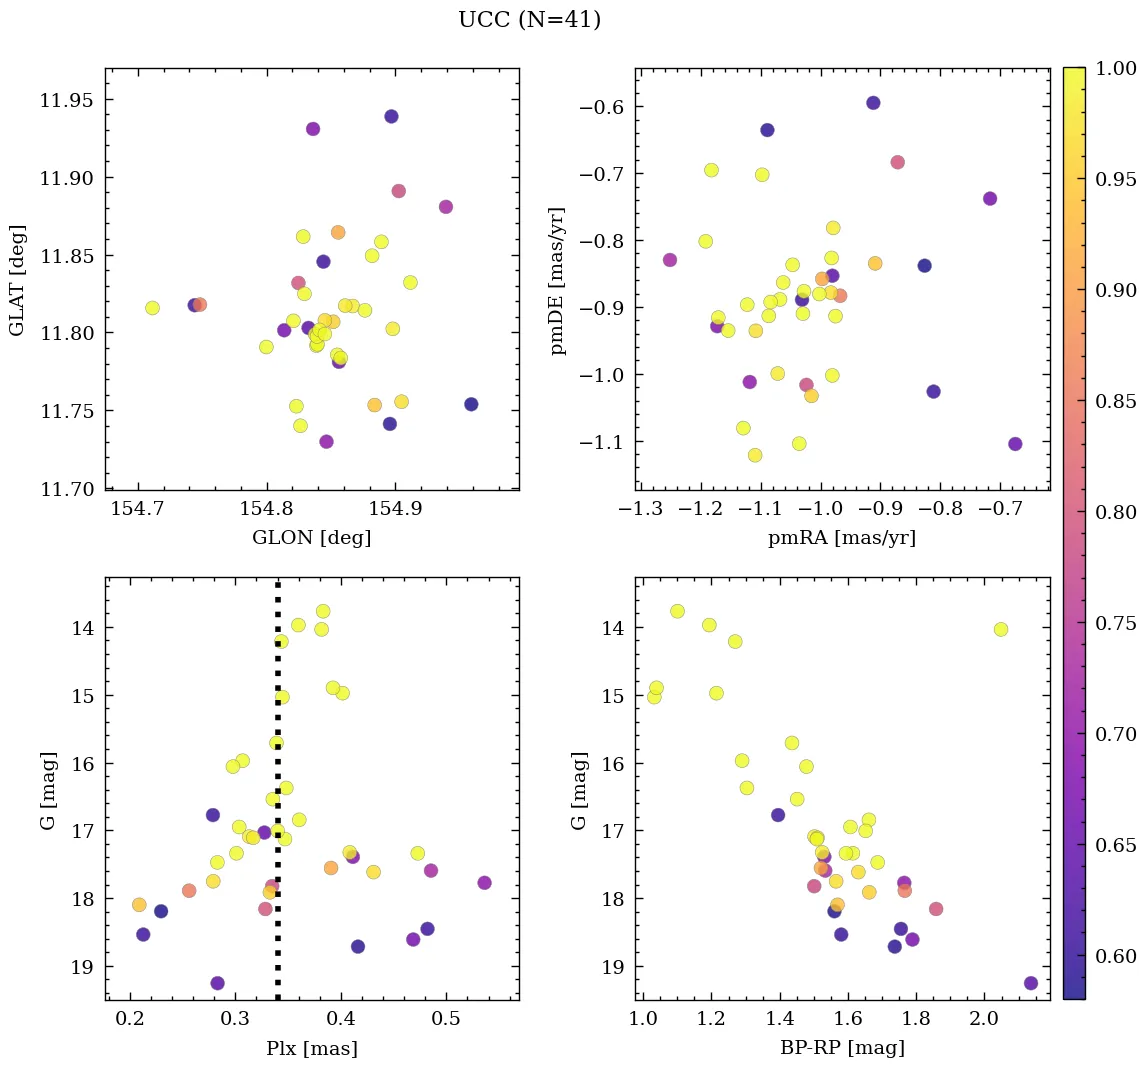 UCC (N=41)
11.95
11.90
11.85
11.80
11.75
11.70
GLAT [deg]
154.7 154.8 154.9
GLON [deg]
−0.6
−0.7
−0.8
−0.9
−1.0
−1.1
pmDE [mas/yr]
−1.3 −1.2 −1.1 −1.0 −0.9 −0.8 −0.7
pmRA [mas/yr]
14
15
16
17
18
19
G [mag]
0.2 0.3 0.4 0.5
Plx [mas]
14
15
16
17
18
19
G [mag]
1.0 1.2 1.4 1.6 1.8 2.0
BP-RP [mag]
1.00
0.95
0.90
0.85
0.80
0.75
0.70
0.65
0.60